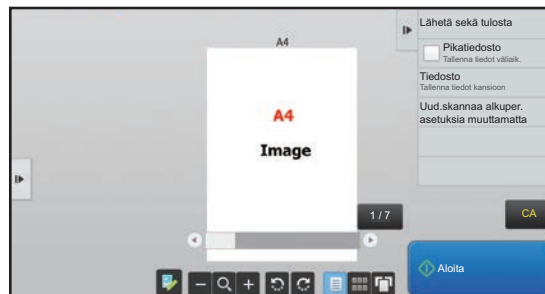 A4
A4
Image
1 / 7
Lähetä sekä tulosta
Pikatiedosto
Tallenna tiedot väliaik.
Tiedosto
Tallenna tiedot kansioon
Uud.skannaa alkuper.
asetuksia muuttamatta
CA
Aloita